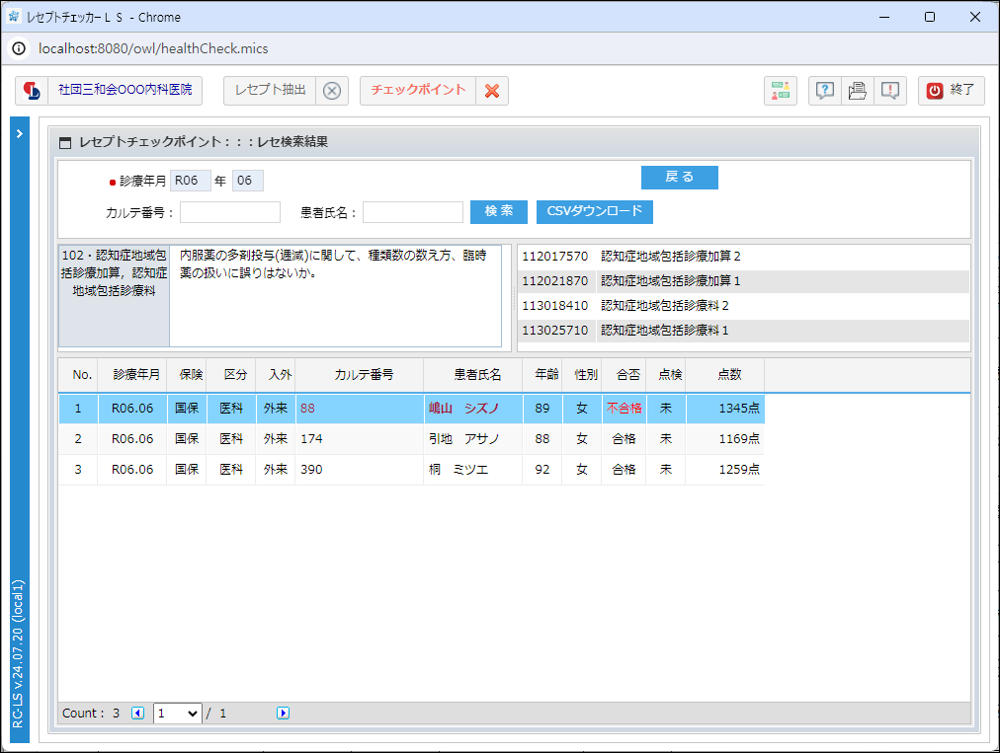 レセプトチェッカーＬＳ - Chrome
localhost:8080/owl/healthCheck.mics
社団三和会OOO内科医院 レセプト抽出 チェックポイント 終了
レセプトチェックポイント：：：レセ検索結果
診療年月 R06 年 06 戻る
カルテ番号： 患者氏名： 検索 CSVダウンロード
102・認知症地域包
括診療加算，認知症
地域包括診療料
内服薬の多剤投与(逓減)に関して、種類数の数え方、臨時
薬の扱いに誤りはないか。
112017570 認知症地域包括診療加算２
112021870 認知症地域包括診療加算１
113018410 認知症地域包括診療料２
113025710 認知症地域包括診療料１
No. 診療年月 保険 区分 入外 カルテ番号 患者氏名 年齢 性別 合否 点検 点数
1 R06.06 国保 医科 外来 88 嶋山　シズノ 89 女 不合格 未 1345点
2 R06.06 国保 医科 外来 174 引地　アサノ 88 女 合格 未 1169点
3 R06.06 国保 医科 外来 390 桐　ミツエ 92 女 合格 未 1259点
Count : 3 1 / 1
RC-LS v.24.07.20 (local1)